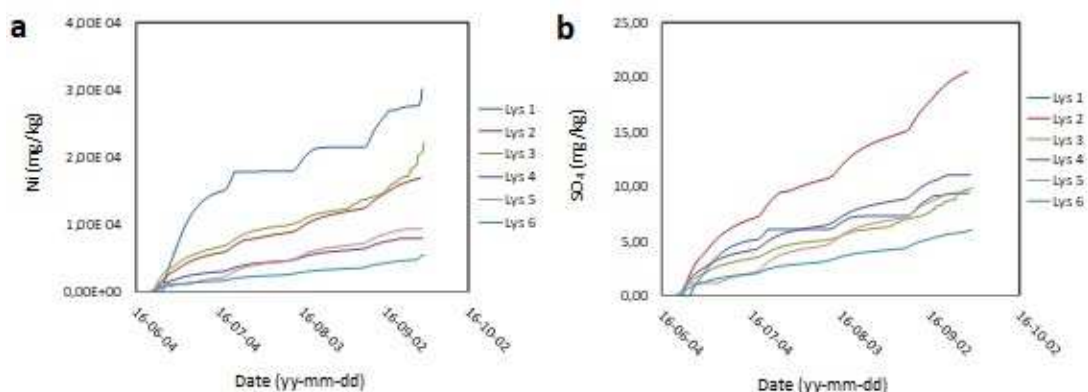 a
4,00E 04
3,00E 04
2,00E 04
1,00E 04
0,00E+00
Ni (mg/kg)
16-06-04
16-07-04
16-08-03
16-09-02
16-10-02
Date (yy-mm-dd)
Lys 1
Lys 2
Lys 3
Lys 4
Lys 5
Lys 6
b
25,00
20,00
15,00
10,00
5,00
0,00
SO₄ (mg/kg)
16-06-04
16-07-04
16-08-03
16-09-02
16-10-02
Date (yy-mm-dd)
Lys 1
Lys 2
Lys 3
Lys 4
Lys 5
Lys 6